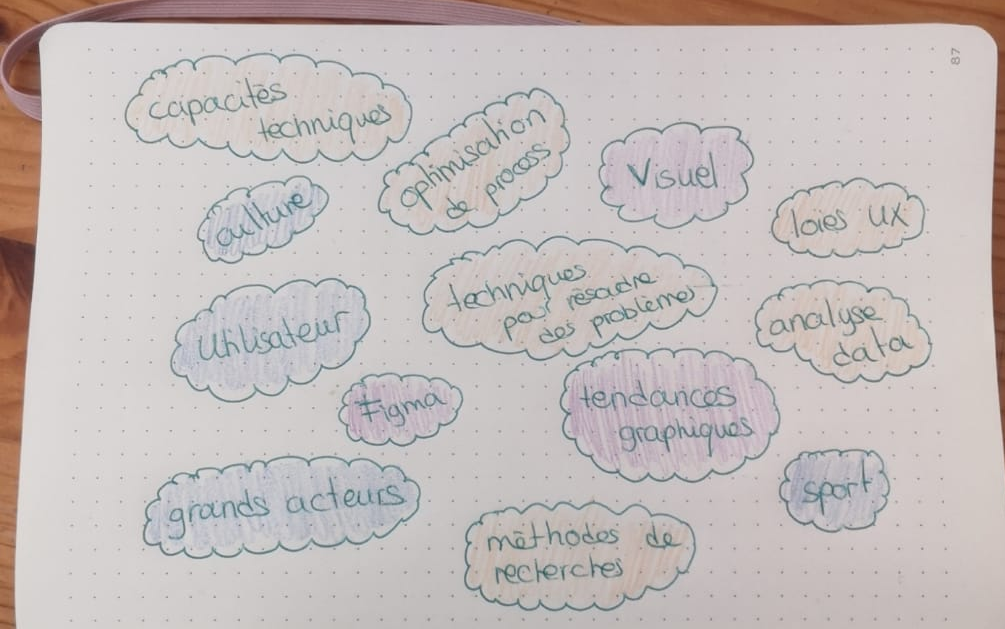 87
capacités
techniques
optimisation
de process
Visuel
culture
loies UX
techniques
pour résoudre
des problèmes
Utilisateur
analyse
data
Figma
tendances
graphiques
grands acteurs
sport
méthodes de
recherches